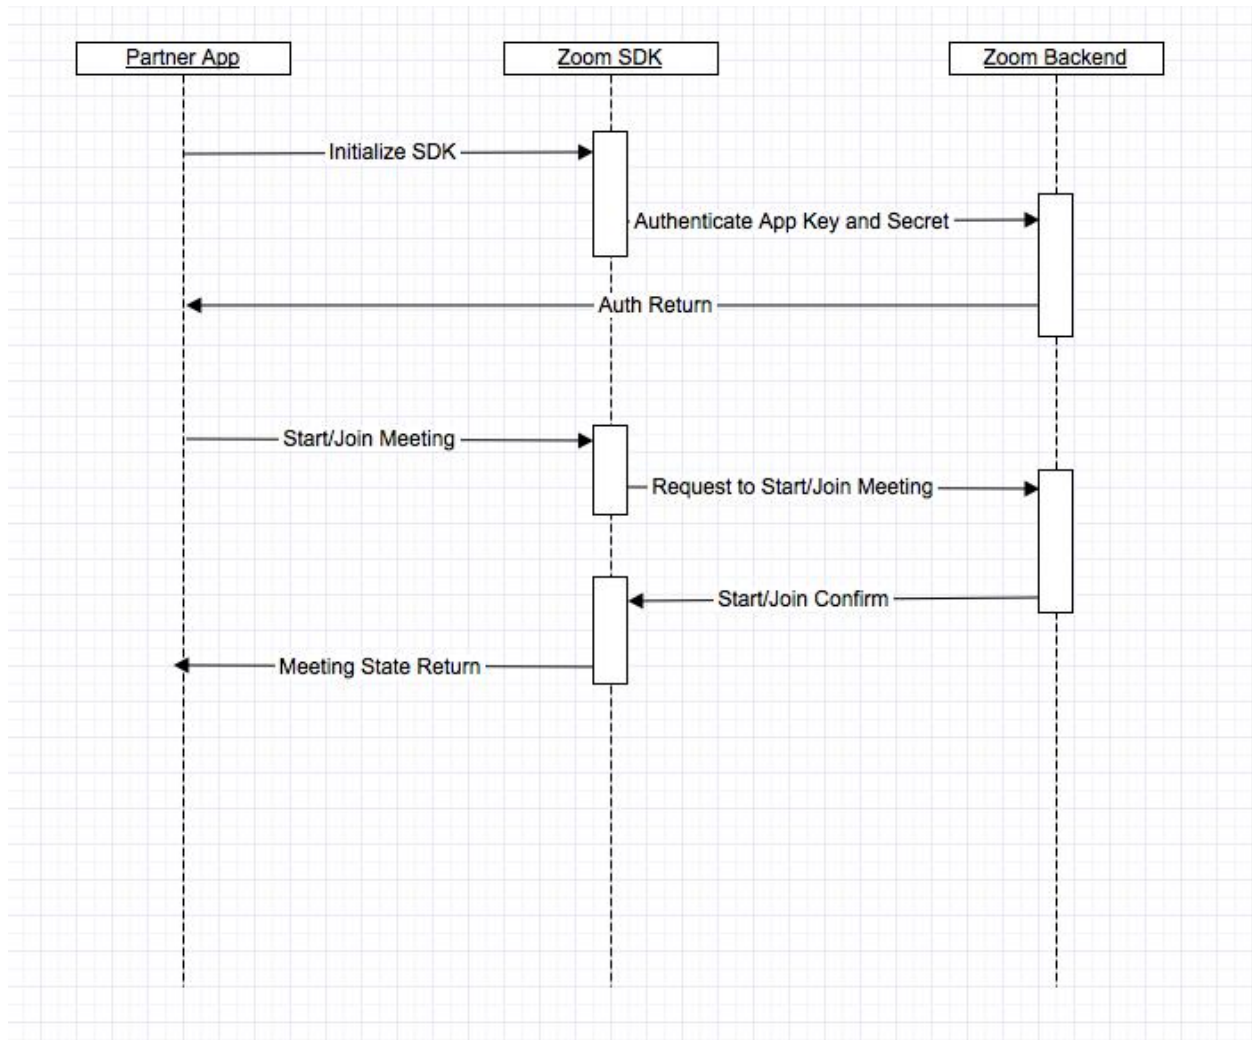 Partner App
Zoom SDK
Zoom Backend
Initialize SDK
Authenticate App Key and Secret
Auth Return
Start/Join Meeting
Request to Start/Join Meeting
Start/Join Confirm
Meeting State Return